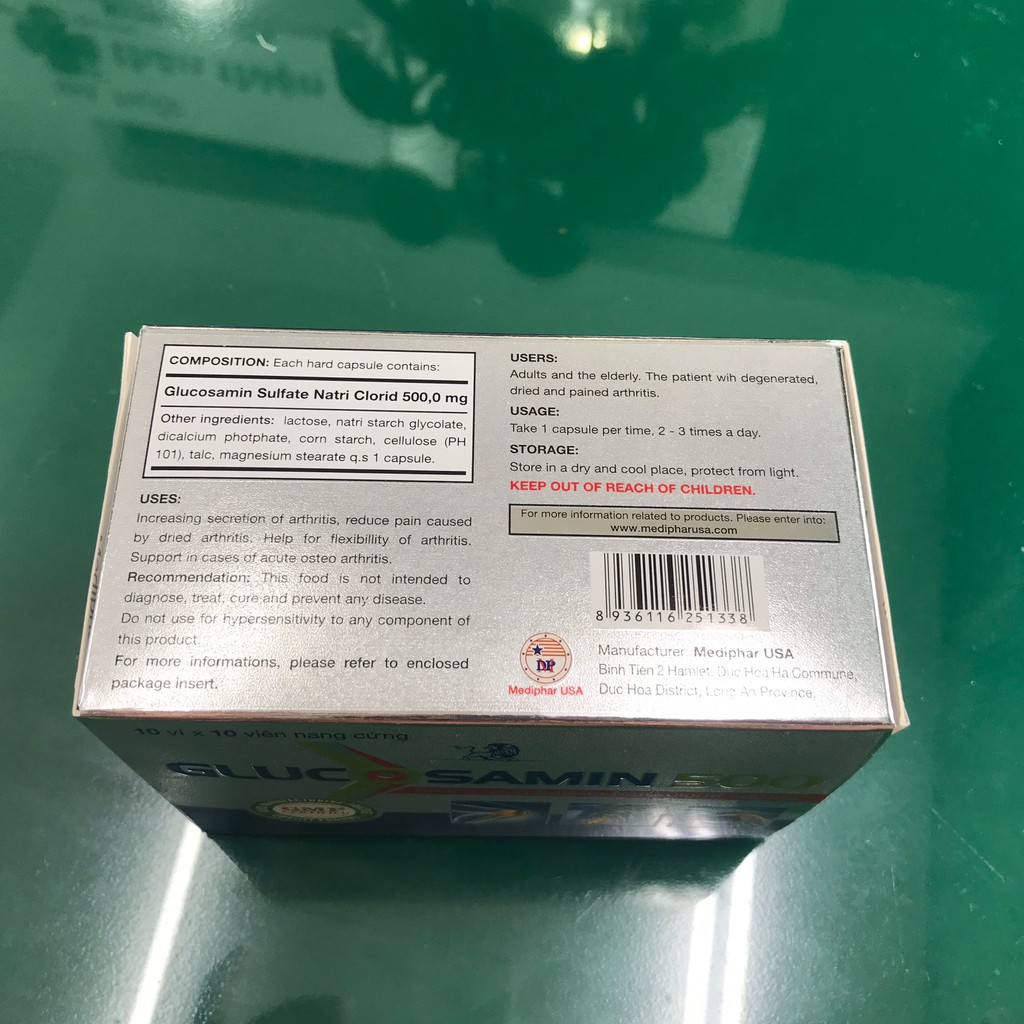 COMPOSITION: Each hard capsule contains:
Glucosamin Sulfate Natri Clorid 500,0 mg
Other ingredients: lactose, natri starch glycolate,
dicalcium photphate, corn starch, cellulose (PH
101), talc, magnesium stearate q.s 1 capsule.
USES:
Increasing secretion of arthritis, reduce pain caused
by dried arthritis. Help for flexibillity of arthritis.
Support in cases of acute osteo arthritis.
Recommendation: This food is not intended to
diagnose, treat, cure and prevent any disease.
Do not use for hypersensitivity to any component of
this product.
For more informations, please refer to enclosed
package insert.
USERS:
Adults and the elderly. The patient wih degenerated,
dried and pained arthritis.
USAGE:
Take 1 capsule per time, 2 - 3 times a day.
STORAGE:
Store in a dry and cool place, protect from light.
KEEP OUT OF REACH OF CHILDREN.
For more information related to products. Please enter into:
www.medipharusa.com
8 936116 251338
DP
Mediphar USA
Manufacturer Mediphar USA
Binh Tien 2 Hamlet, Duc Hoa Ha Commune,
Duc Hoa District, Long An Province,
10 vỉ x 10 viên nang cứng
GLUCOSAMIN 500
GMP